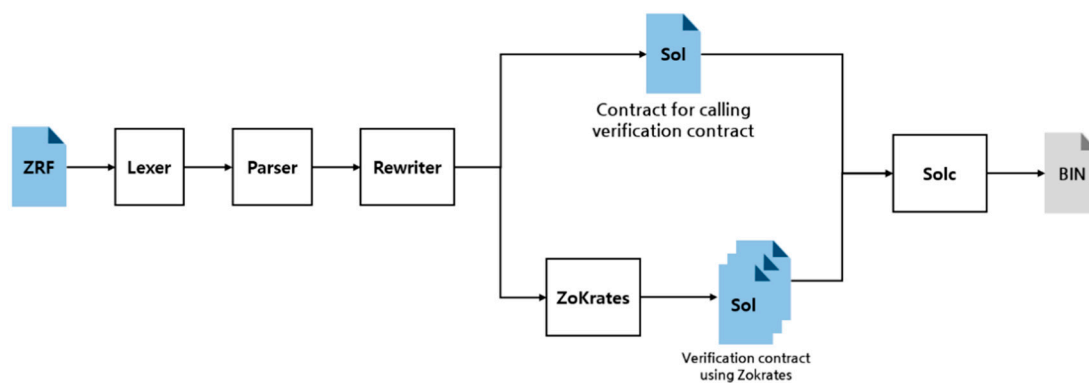 Sol
Contract for calling
verification contract
ZRF
Lexer
Parser
Rewriter
Solc
BIN
ZoKrates
Sol
Verification contract
using Zokrates